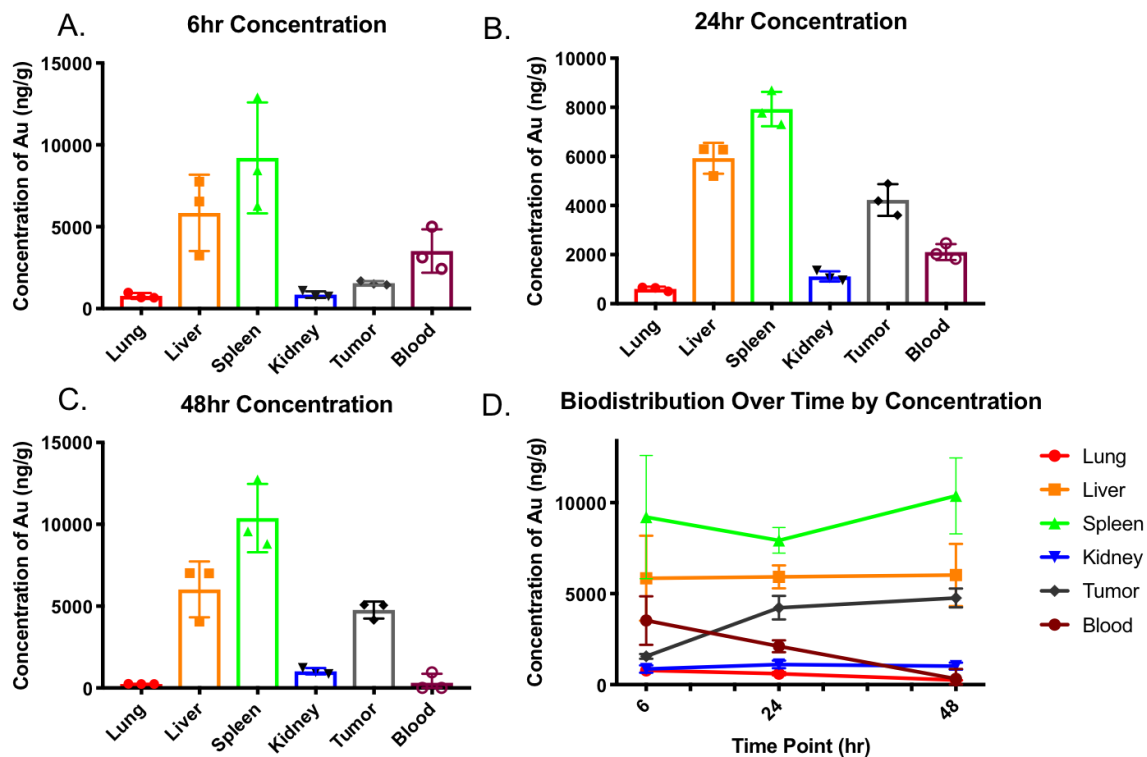 A.
6hr Concentration
Concentration of Au (ng/g)
15000
10000
5000
0
Lung
Liver
Spleen
Kidney
Tumor
Blood
B.
24hr Concentration
Concentration of Au (ng/g)
10000
8000
6000
4000
2000
0
Lung
Liver
Spleen
Kidney
Tumor
Blood
C.
48hr Concentration
Concentration of Au (ng/g)
15000
10000
5000
0
Lung
Liver
Spleen
Kidney
Tumor
Blood
D.
Biodistribution Over Time by Concentration
Concentration of Au (ng/g)
10000
5000
0
6
24
48
Time Point (hr)
Lung
Liver
Spleen
Kidney
Tumor
Blood